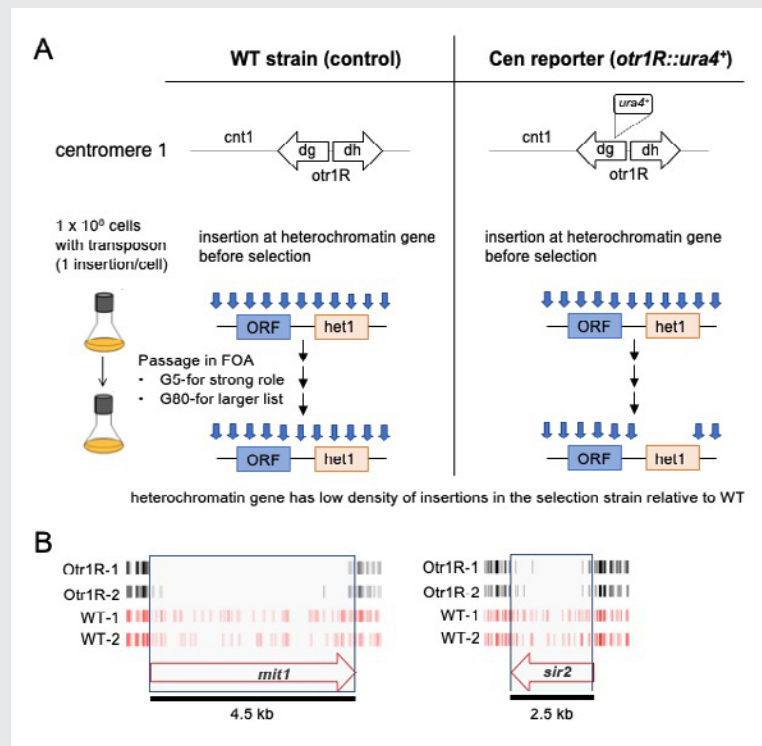 A
WT strain (control)
Cen reporter (otr1R::ura4⁺)
ura4⁺
centromere 1
cnt1
dg
dh
otr1R
cnt1
dg
dh
otr1R
1 x 10⁸ cells
with transposon
(1 insertion/cell)
insertion at heterochromatin gene
before selection
insertion at heterochromatin gene
before selection
ORF
het1
ORF
het1
Passage in FOA
• G5-for strong role
• G80-for larger list
ORF
het1
ORF
het1
heterochromatin gene has low density of insertions in the selection strain relative to WT
B
Otr1R-1
Otr1R-2
WT-1
WT-2
mit1
4.5 kb
Otr1R-1
Otr1R-2
WT-1
WT-2
sir2
2.5 kb